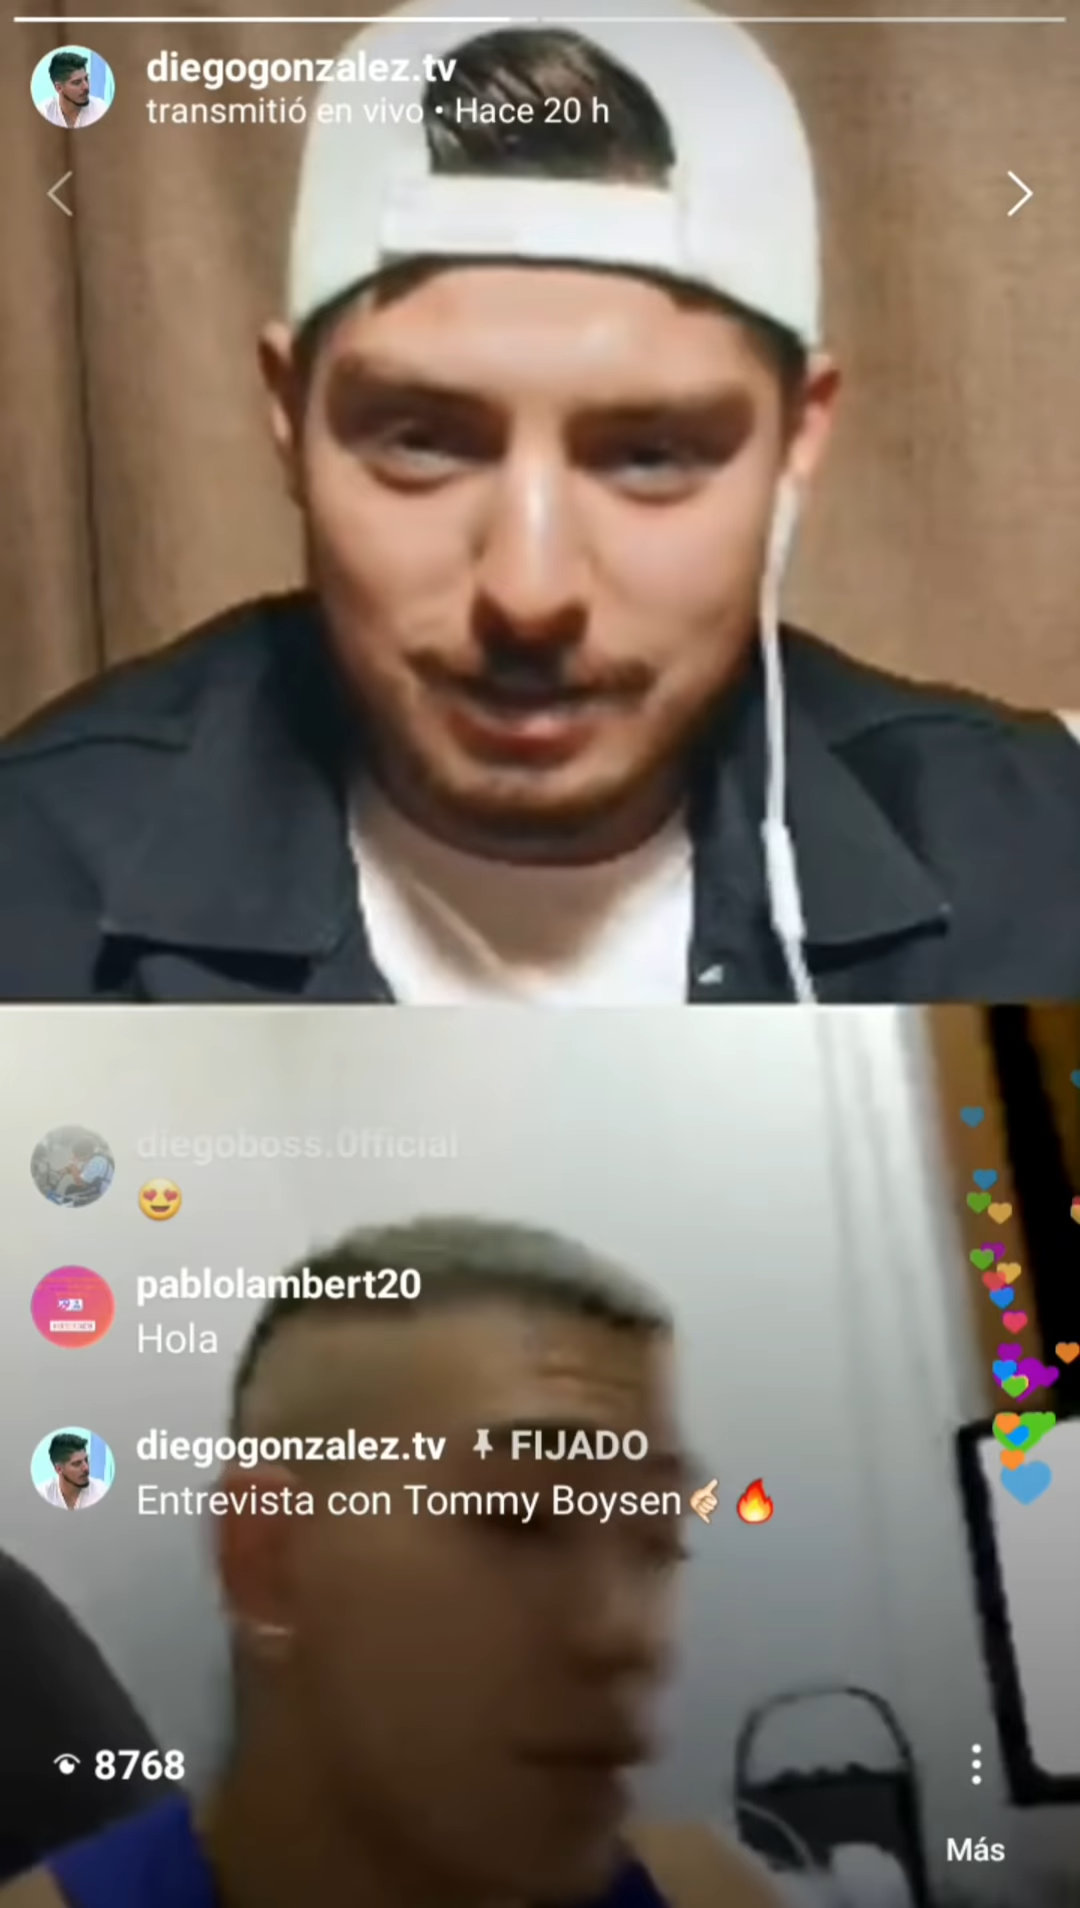 diegogonzalez.tv
transmitió en vivo • Hace 20 h
diegoboss.0fficial
😍
pablolambert20
Hola
diegogonzalez.tv FIJADO
Entrevista con Tommy Boysen🤙🏻🔥
8768
Más